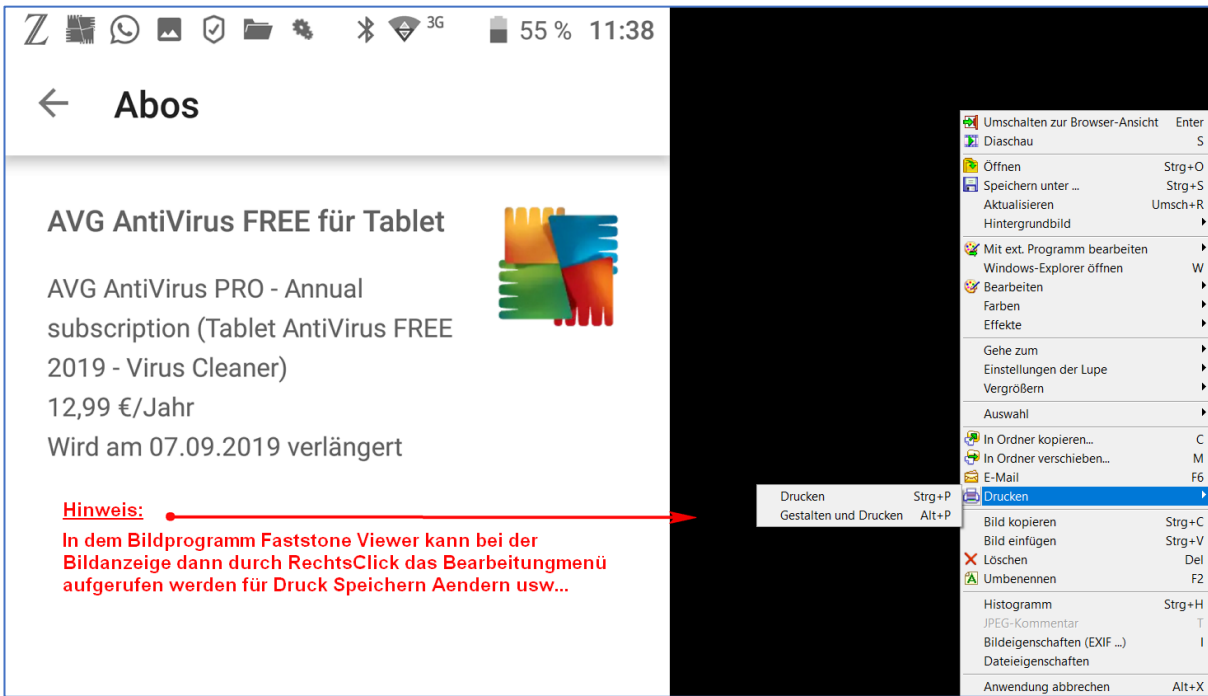 3G 55 % 11:38
Abos
AVG AntiVirus FREE für Tablet
AVG AntiVirus PRO - Annual
subscription (Tablet AntiVirus FREE
2019 - Virus Cleaner)
12,99 €/Jahr
Wird am 07.09.2019 verlängert
Hinweis:
In dem Bildprogramm Faststone Viewer kann bei der
Bildanzeige dann durch RechtsClick das Bearbeitungmenü
aufgerufen werden für Druck Speichern Aendern usw...
Umschalten zur Browser-Ansicht Enter
Diaschau S
Öffnen Strg+O
Speichern unter ... Strg+S
Aktualisieren Umsch+R
Hintergrundbild
Mit ext. Programm bearbeiten
Windows-Explorer öffnen W
Bearbeiten
Farben
Effekte
Gehe zum
Einstellungen der Lupe
Vergrößern
Auswahl
In Ordner kopieren... C
In Ordner verschieben... M
E-Mail F6
Drucken
Drucken Strg+P
Gestalten und Drucken Alt+P
Bild kopieren Strg+C
Bild einfügen Strg+V
Löschen Del
Umbenennen F2
Histogramm Strg+H
JPEG-Kommentar T
Bildeigenschaften (EXIF ...) I
Dateieigenschaften
Anwendung abbrechen Alt+X